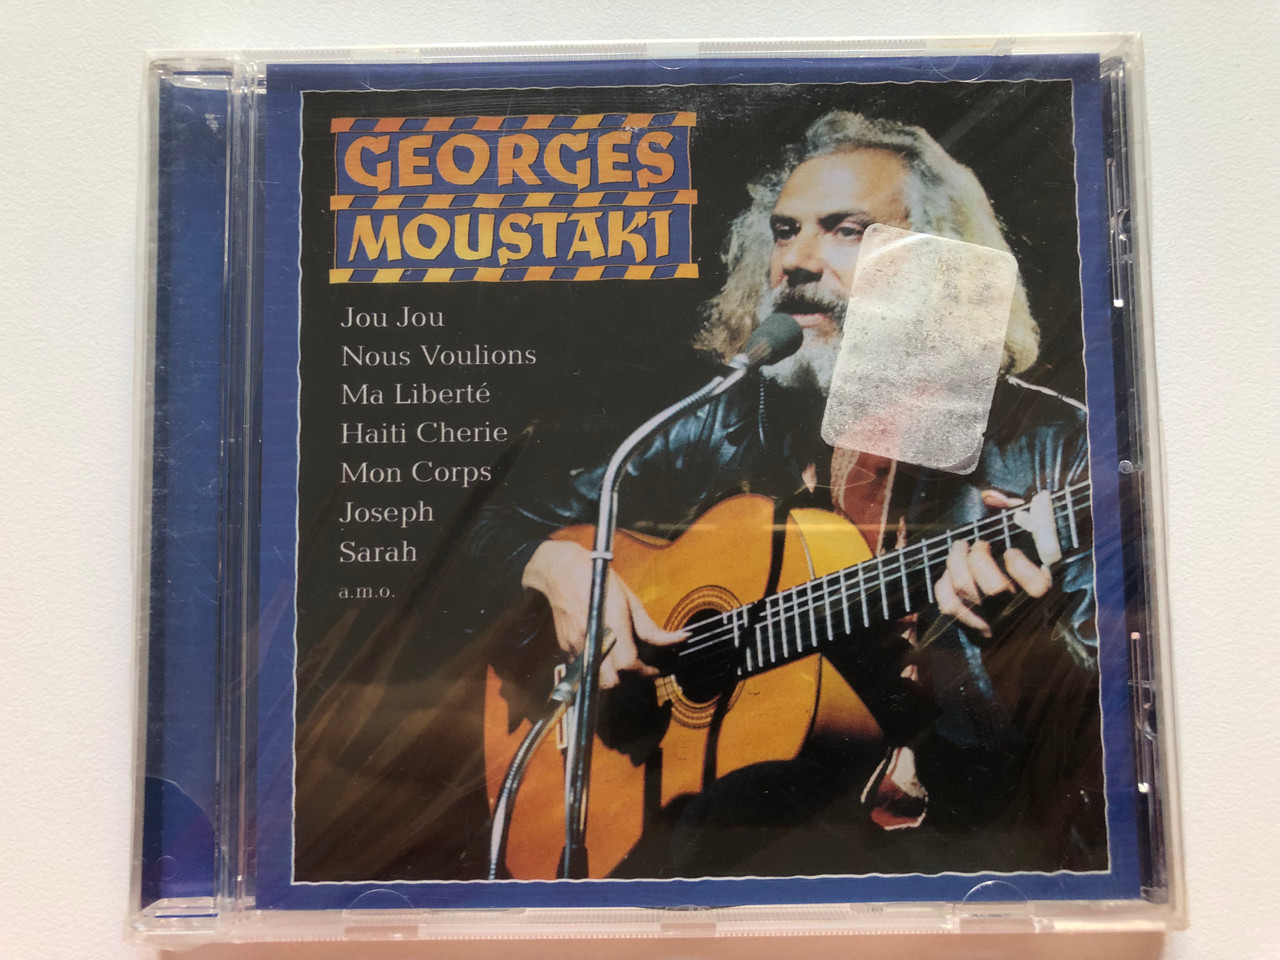 GEORGES
MOUSTAKI
Jou Jou
Nous Voulions
Ma Liberté
Haiti Cherie
Mon Corps
Joseph
Sarah
a.m.o.